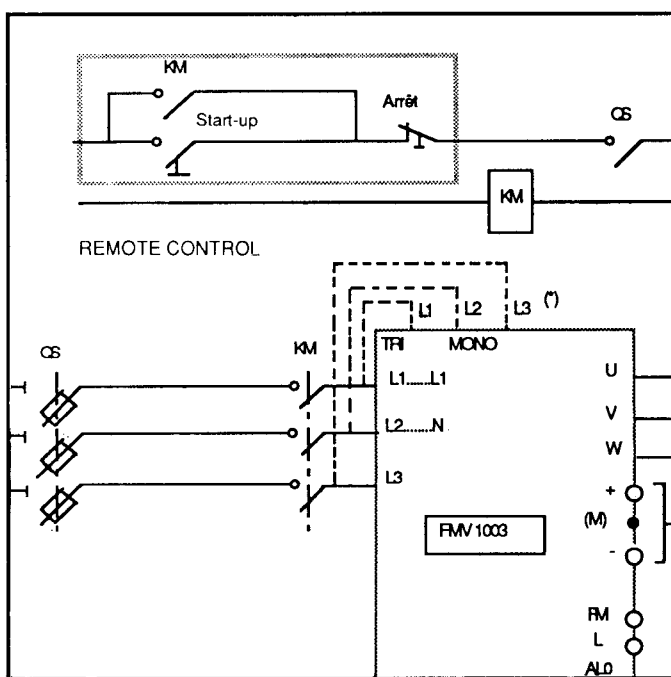 KM
Start-up
Arrêt
QS
KM
REMOTE CONTROL
L1 L2 L3 (*)
QS
KM
TRI MONO
L1......L1
L2.......N
L3
U
V
W
+
(M)
-
FMV 1003
FM
L
AL0